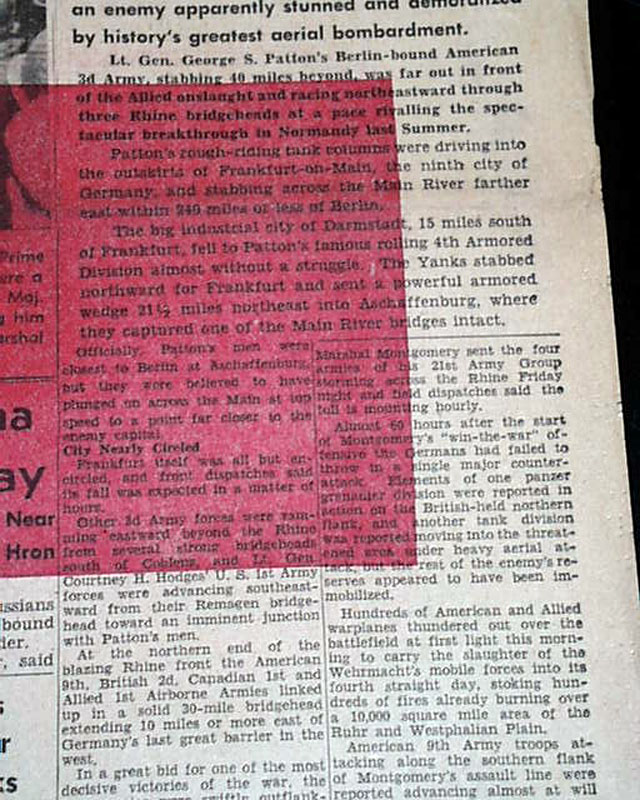 an enemy apparently stunned and demoralized
by history's greatest aerial bombardment.
Lt. Gen. George S. Patton's Berlin-bound American
3d Army, stabbing 40 miles beyond, was far out in front
of the Allied onslaught and racing northeastward through
three Rhine bridgeheads at a pace rivalling the spec-
tacular breakthrough in Normandy last Summer.
Patton's rough-riding tank columns were driving into
the outskirts of Frankfurt-on-Main, the ninth city of
Germany, and stabbing across the Main River farther
east within 240 miles or less of Berlin.
The big industrial city of Darmstadt, 15 miles south
of Frankfurt, fell to Patton's famous rolling 4th Armored
Division almost without a struggle. The Yanks stabbed
northward for Frankfurt and sent a powerful armored
wedge 21½ miles northeast into Aschaffenburg, where
they captured one of the Main River bridges intact.
Officially, Patton's men were
closest to Berlin at Aschaffenburg,
but they were believed to have
plunged on across the Main at top
speed to a point far closer to the
enemy capital.
City Nearly Circled
Frankfurt itself was all but en-
circled, and front dispatches said
its fall was expected in a matter of
hours.
Other 3d Army forces were ram-
ming eastward beyond the Rhine
from several strong bridgeheads
south of Coblenz, and Lt. Gen
Courtney H. Hodges' U. S. 1st Army
forces were advancing southeast-
ward from their Remagen bridge-
head toward an imminent junction
with Patton's men.
At the northern end of the
blazing Rhine front the American
9th, British 2d, Canadian 1st and
Allied 1st Airborne Armies linked
up in a solid 30-mile bridgehead
extending 10 miles or more east of
Germany's last great barrier in the
west.
In a great bid for one of the most
decisive victories of the war, the
Marshal Montgomery sent the four
armies of his 21st Army Group
storming across the Rhine Friday
night and field dispatches said the
toll is mounting hourly.
Almost 60 hours after the start
of Montgomery's "win-the-war" of-
fensive the Germans had failed to
throw in a single major counter-
attack. Elements of one panzer
grenadier division were reported in
action on the British-held northern
flank, and another tank division
was reported moving into the threat-
ened area under heavy aerial at-
tack, but the rest of the enemy's re-
serves appeared to have been im-
mobilized.
Hundreds of American and Allied
warplanes thundered out over the
battlefield at first light this morn-
ing to carry the slaughter of the
Wehrmacht's mobile forces into its
fourth straight day, stoking hun-
dreds of fires already burning over
a 10,000 square mile area of the
Ruhr and Westphalian Plain.
American 9th Army troops at-
tacking along the southern flank
of Montgomery's assault line were
reported advancing almost at will
Prime
ere a
Maj.
g him
arshal
na
ay
Near
Hron
ussians
bound
der.
, said
s
r
ks